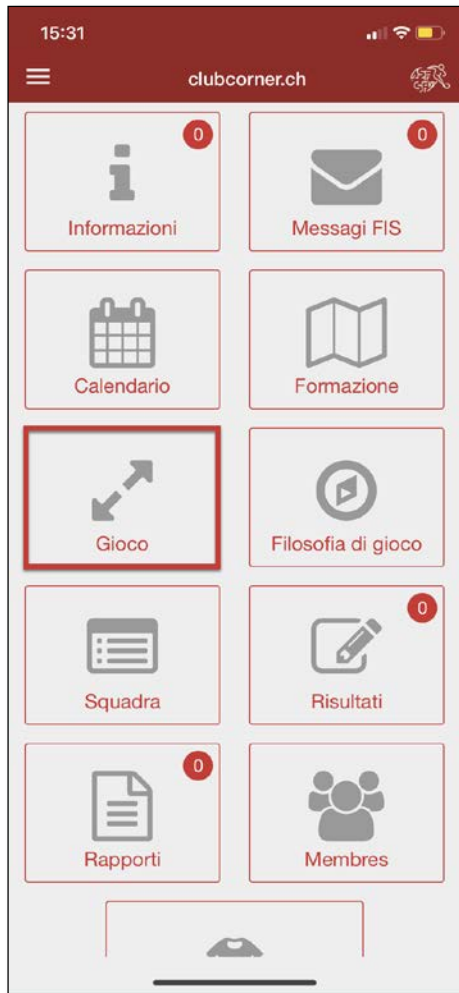 15:31
clubcorner.ch
0
0
Informazioni
Messagi FIS
Calendario
Formazione
Gioco
Filosofia di gioco
0
Squadra
Risultati
0
Rapporti
Membres